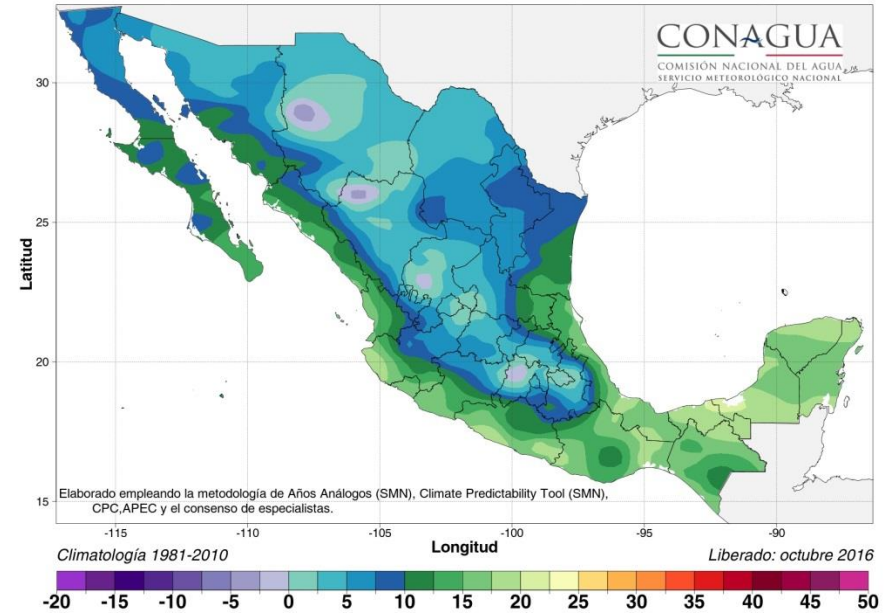 CONAGUA
COMISIÓN NACIONAL DEL AGUA
SERVICIO METEOROLÓGICO NACIONAL
30
25
20
15
Latitud
Elaborado empleando la metodología de Años Análogos (SMN), Climate Predictability Tool (SMN),
CPC,APEC y el consenso de especialistas.
-115 -110 -105 -100 -95 -90
Climatología 1981-2010 Longitud Liberado: octubre 2016
-20 -15 -10 -5 0 5 10 15 20 25 30 35 40 45 50